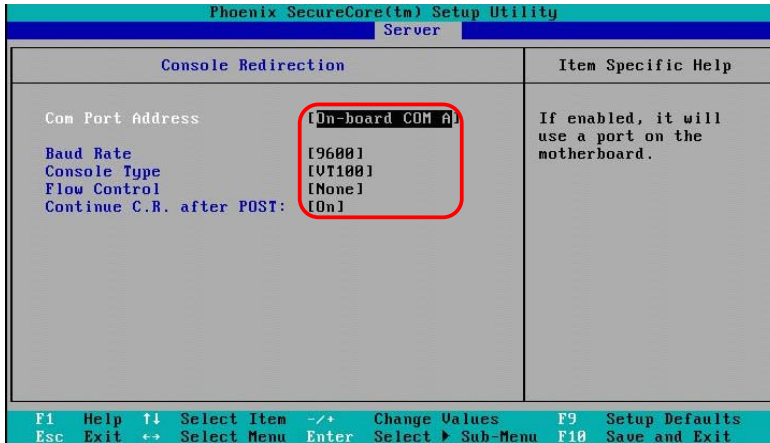 Phoenix SecureCore(tm) Setup Utility
Server
Console Redirection
Item Specific Help
Com Port Address [On-board COM A]
Baud Rate [9600]
Console Type [VT100]
Flow Control [None]
Continue C.R. after POST: [On]
If enabled, it will
use a port on the
motherboard.
F1 Help ↑↓ Select Item -/+ Change Values F9 Setup Defaults
Esc Exit ↔ Select Menu Enter Select ▶ Sub-Menu F10 Save and Exit